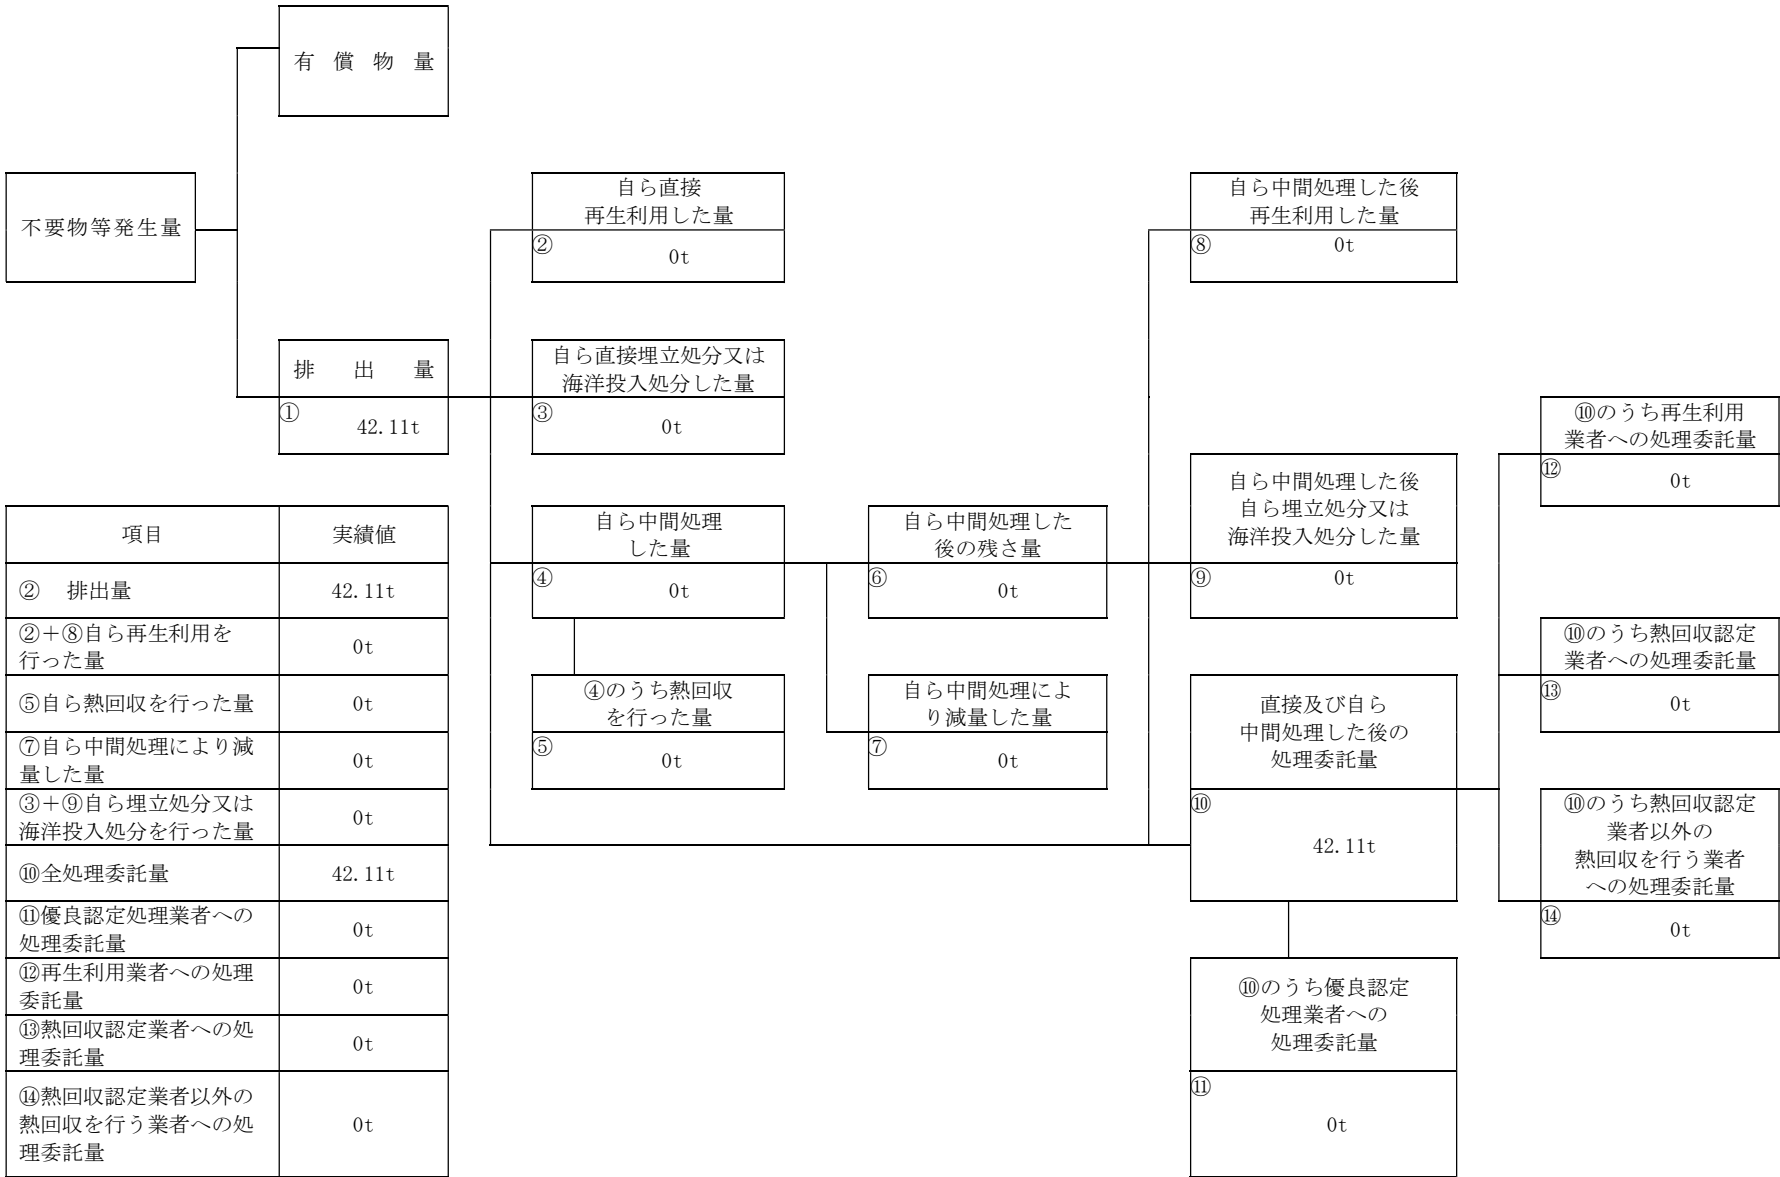 有償物量
不要物等発生量
排出量
①
42.11t
自ら直接
再生利用した量
②
0t
自ら直接埋立処分又は
海洋投入処分した量
③
0t
自ら中間処理
した量
④
0t
④のうち熱回収
を行った量
⑤
0t
自ら中間処理した
後の残さ量
⑥
0t
自ら中間処理によ
り減量した量
⑦
0t
自ら中間処理した後
再生利用した量
⑧
0t
自ら中間処理した後
自ら埋立処分又は
海洋投入処分した量
⑨
0t
直接及び自ら
中間処理した後の
処理委託量
⑩
42.11t
⑩のうち優良認定
処理業者への
処理委託量
⑪
0t
⑩のうち再生利用
業者への処理委託量
⑫
0t
⑩のうち熱回収認定
業者への処理委託量
⑬
0t
⑩のうち熱回収認定
業者以外の
熱回収を行う業者
への処理委託量
⑭
0t
項目 実績値
② 排出量 42.11t
②+⑧自ら再生利用を
行った量
0t
⑤自ら熱回収を行った量 0t
⑦自ら中間処理により減
量した量
0t
③+⑨自ら埋立処分又は
海洋投入処分を行った量
0t
⑩全処理委託量 42.11t
⑪優良認定処理業者への
処理委託量
0t
⑫再生利用業者への処理
委託量
0t
⑬熱回収認定業者への処
理委託量
0t
⑭熱回収認定業者以外の
熱回収を行う業者への処
理委託量
0t